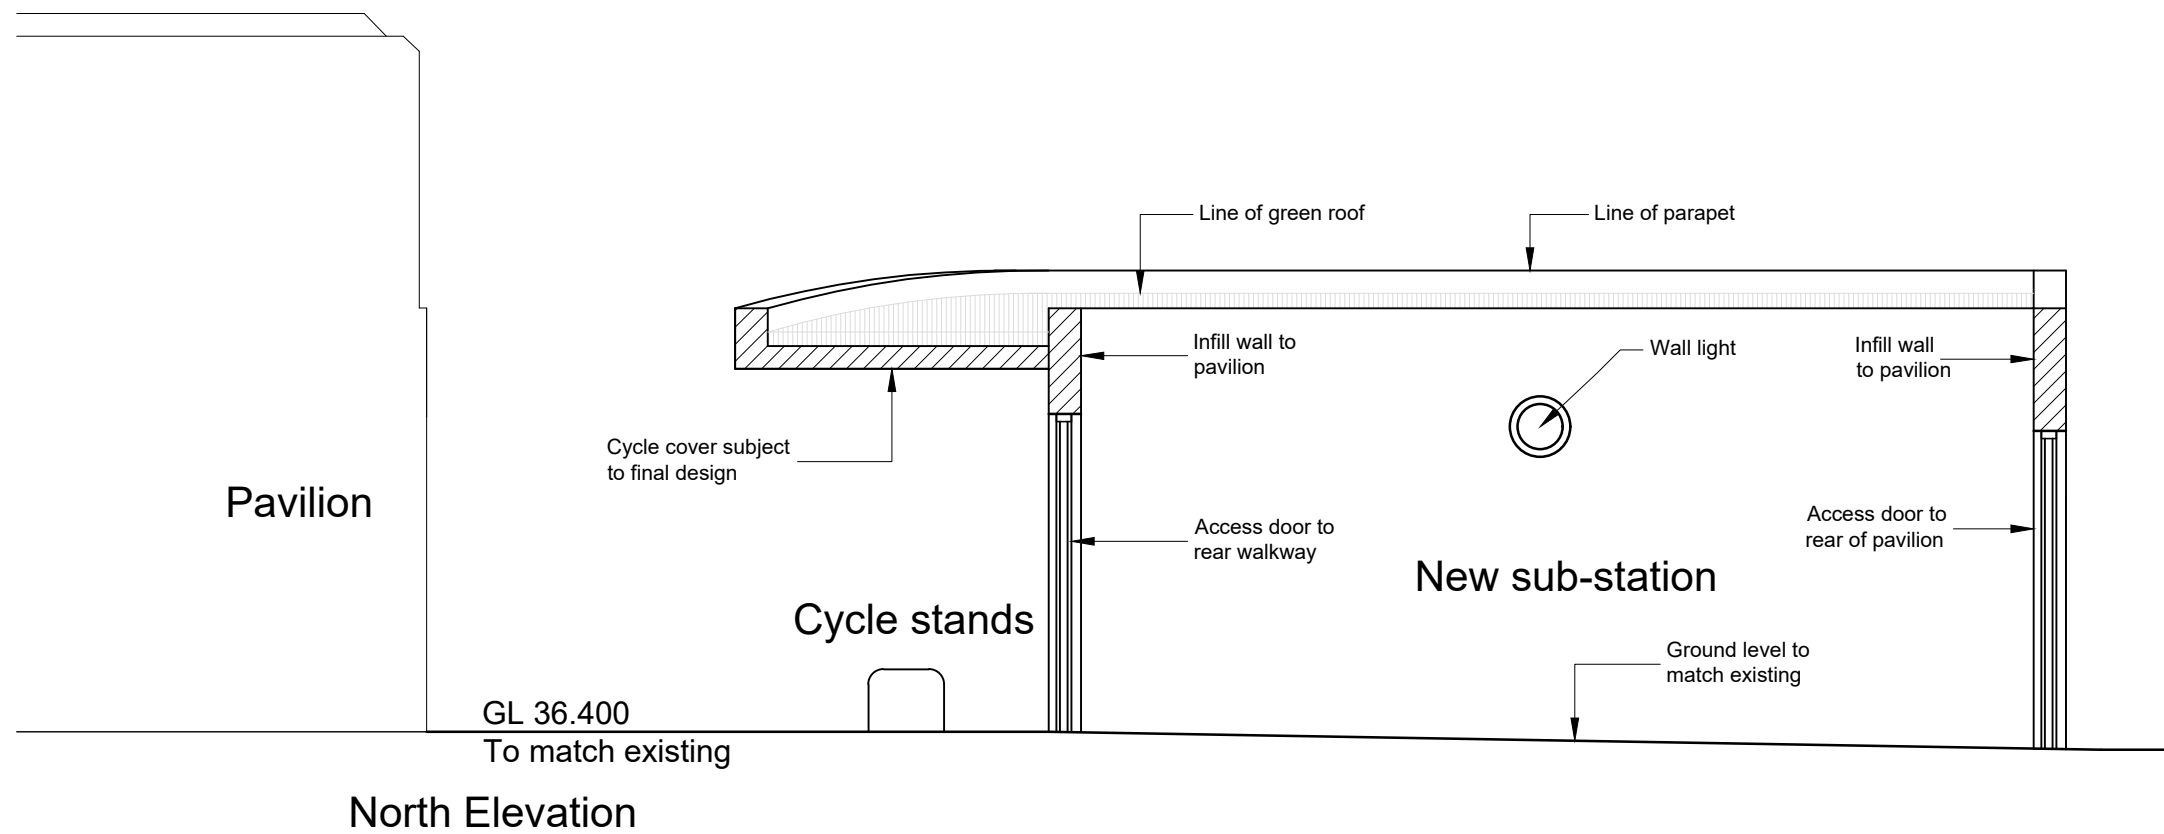 Line of green roof
Line of parapet
Infill wall to
pavilion
Wall light
Infill wall
to pavilion
Cycle cover subject
to final design
Pavilion
Access door to
rear walkway
Access door to
rear of pavilion
New sub-station
Cycle stands
Ground level to
match existing
GL 36.400
To match existing
North Elevation